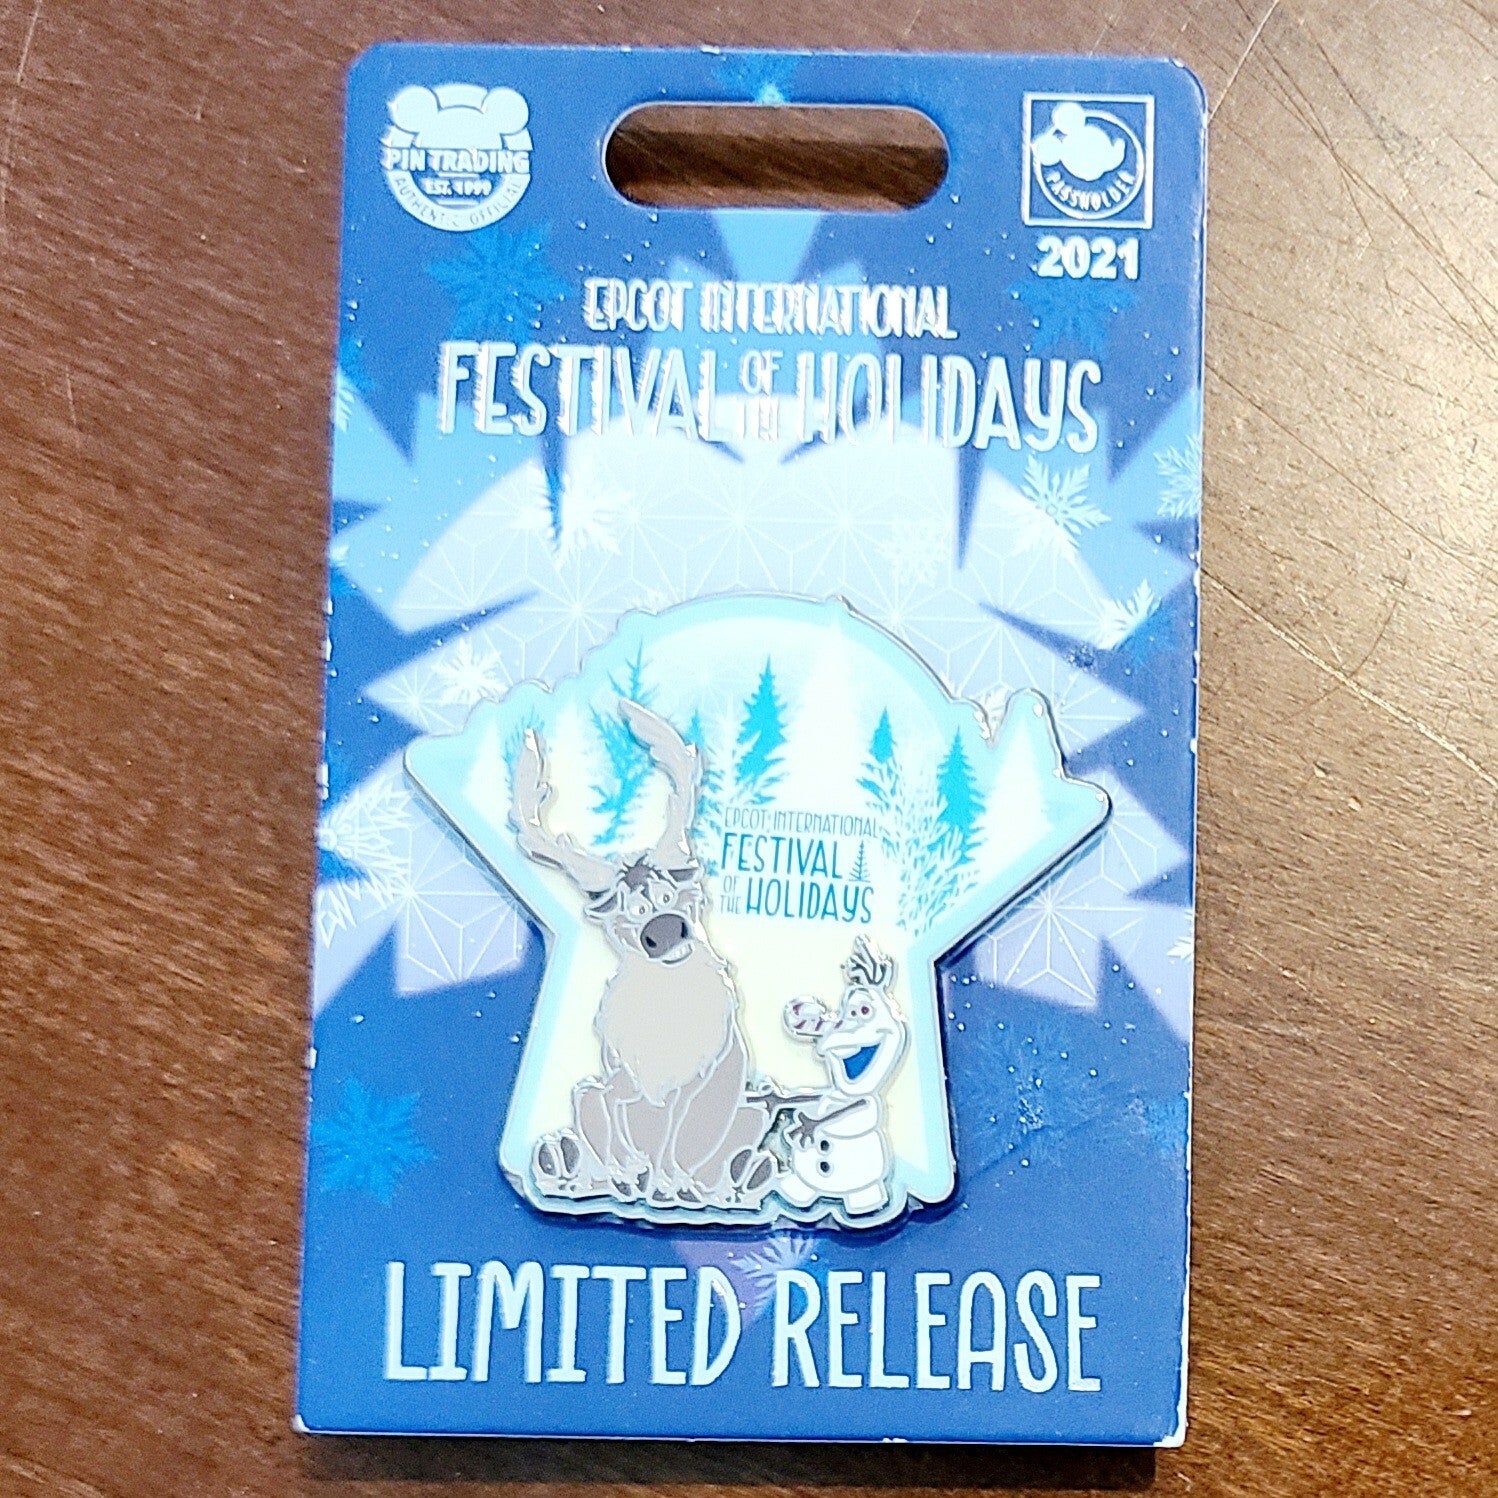 PIN TRADING
EST. 1999
AUTHENTIC · OFFICIAL
PASSHOLDER
2021
EPCOT INTERNATIONAL
FESTIVAL OF THE HOLIDAYS
EPCOT INTERNATIONAL
FESTIVAL
OF THE HOLIDAYS
LIMITED RELEASE